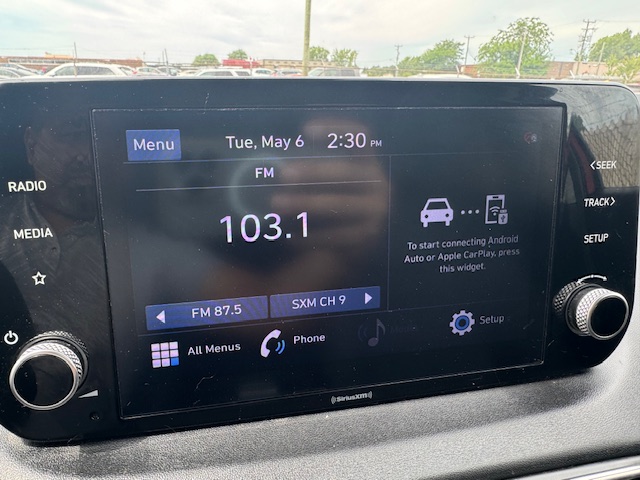 Menu
Tue, May 6
2:30 PM
FM
103.1
FM 87.5
SXM CH 9
To start connecting Android
Auto or Apple CarPlay, press
this widget.
All Menus
Phone
Setup
RADIO
MEDIA
< SEEK
TRACK >
SETUP
SiriusXM